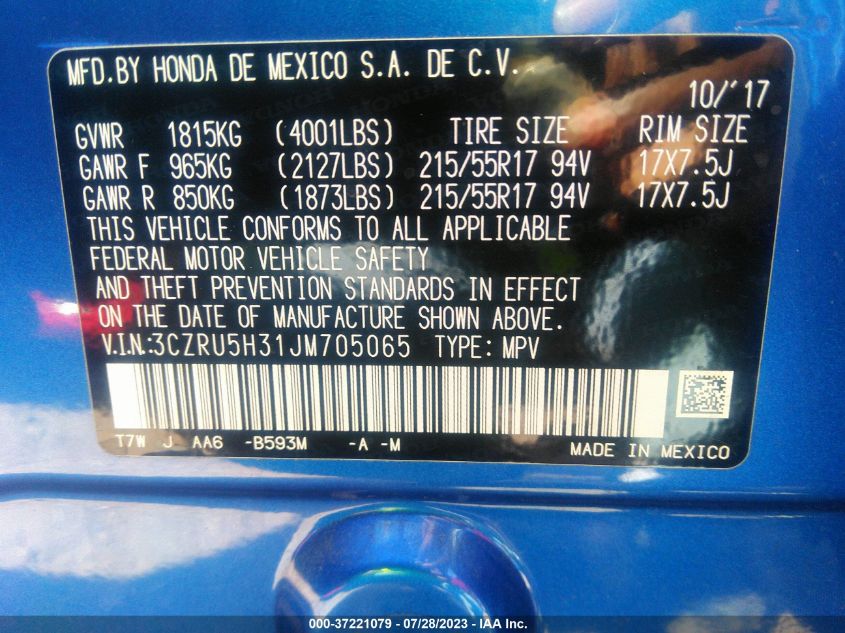 MFD.BY HONDA DE MEXICO S.A. DE C.V.
10/'17
GVWR 1815KG (4001LBS) TIRE SIZE RIM SIZE
GAWR F 965KG (2127LBS) 215/55R17 94V 17X7.5J
GAWR R 850KG (1873LBS) 215/55R17 94V 17X7.5J
THIS VEHICLE CONFORMS TO ALL APPLICABLE
FEDERAL MOTOR VEHICLE SAFETY
AND THEFT PREVENTION STANDARDS IN EFFECT
ON THE DATE OF MANUFACTURE SHOWN ABOVE.
V.I.N.:3CZRU5H31JM705065 TYPE: MPV
T7W J AA6 -B593M -A -M MADE IN MEXICO
000-37221079 - 07/28/2023 - IAA Inc.